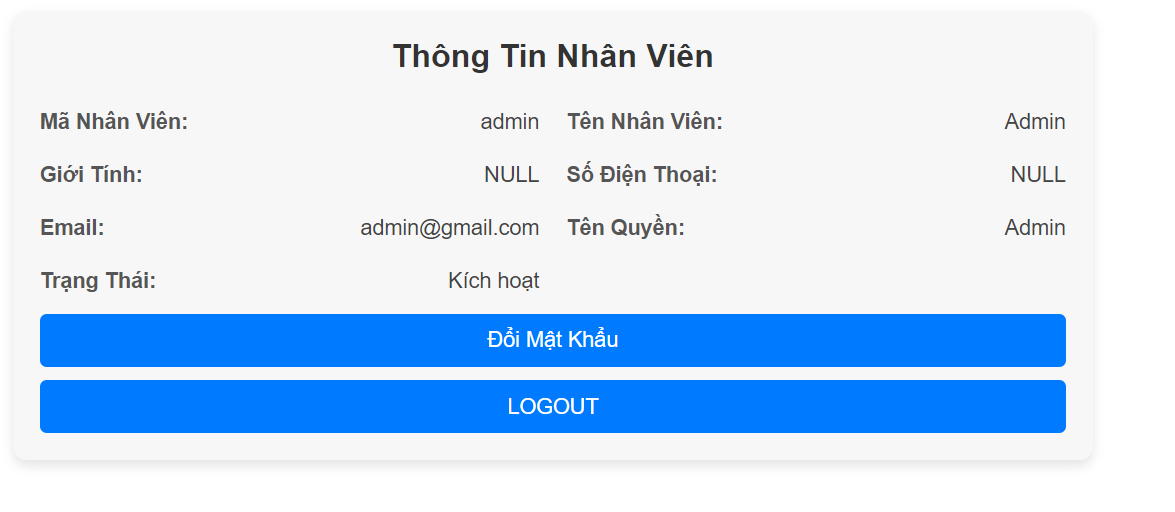 Thông Tin Nhân Viên
Mã Nhân Viên: admin Tên Nhân Viên: Admin
Giới Tính: NULL Số Điện Thoại: NULL
Email: admin@gmail.com Tên Quyền: Admin
Trạng Thái: Kích hoạt
Đổi Mật Khẩu
LOGOUT